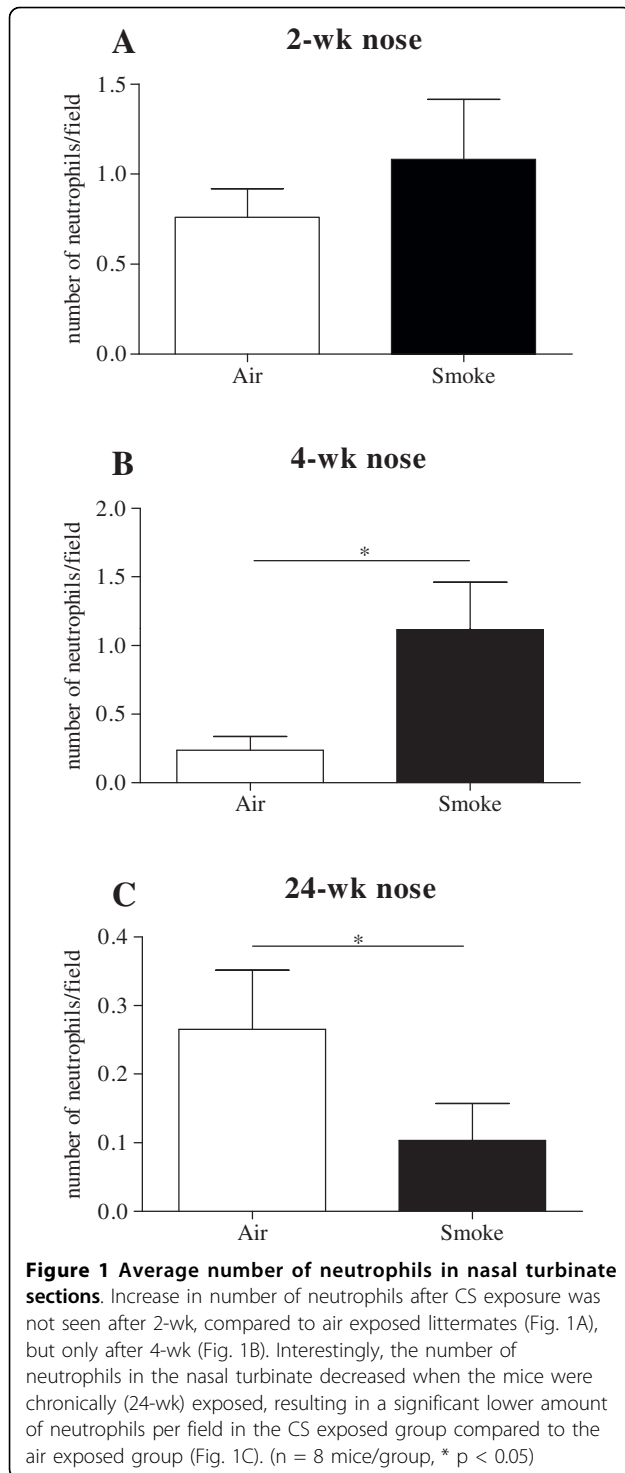 A 2-wk nose
number of neutrophils/field
1.5
1.0
0.5
0.0
Air Smoke
B 4-wk nose
number of neutrophils/field
2.0
*
1.5
1.0
0.5
0.0
Air Smoke
C 24-wk nose
number of neutrophils/field
0.4
*
0.3
0.2
0.1
0.0
Air Smoke
Figure 1 Average number of neutrophils in nasal turbinate
sections. Increase in number of neutrophils after CS exposure was
not seen after 2-wk, compared to air exposed littermates (Fig. 1A),
but only after 4-wk (Fig. 1B). Interestingly, the number of
neutrophils in the nasal turbinate decreased when the mice were
chronically (24-wk) exposed, resulting in a significant lower amount
of neutrophils per field in the CS exposed group compared to the
air exposed group (Fig. 1C). (n = 8 mice/group, * p < 0.05)